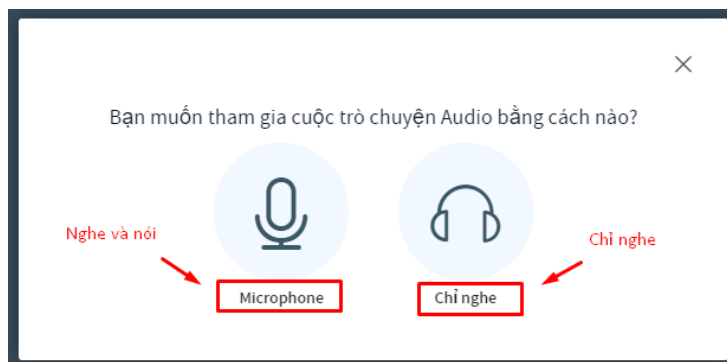 Bạn muốn tham gia cuộc trò chuyện Audio bằng cách nào?
Nghe và nói
Chỉ nghe
Microphone
Chỉ nghe